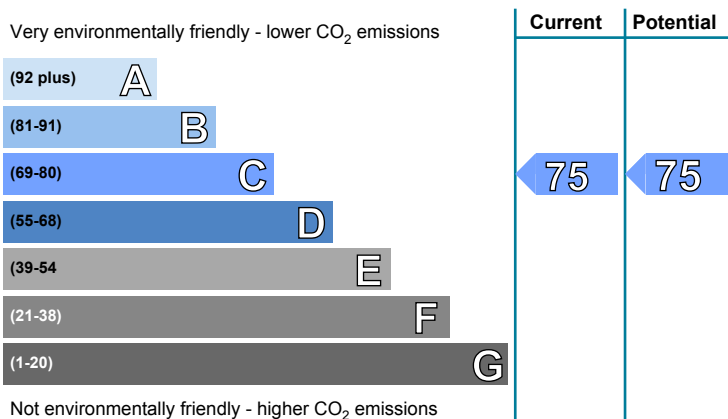 Current Potential
Very environmentally friendly - lower CO2 emissions
(92 plus) A
(81-91) B
(69-80) C 75 75
(55-68) D
(39-54 E
(21-38) F
(1-20) G
Not environmentally friendly - higher CO2 emissions